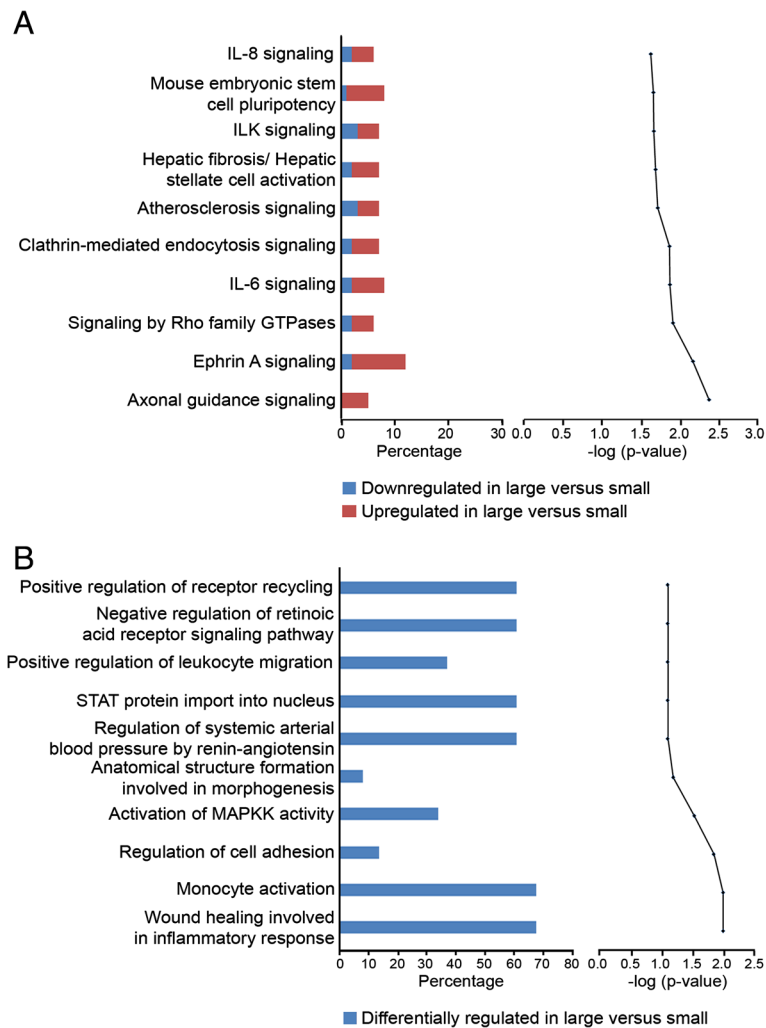 A
IL-8 signaling
Mouse embryonic stem
cell pluripotency
ILK signaling
Hepatic fibrosis/ Hepatic
stellate cell activation
Atherosclerosis signaling
Clathrin-mediated endocytosis signaling
IL-6 signaling
Signaling by Rho family GTPases
Ephrin A signaling
Axonal guidance signaling
0 10 20 30
Percentage
0.0 0.5 1.0 1.5 2.0 2.5 3.0
-log (p-value)
Downregulated in large versus small
Upregulated in large versus small
B
Positive regulation of receptor recycling
Negative regulation of retinoic
acid receptor signaling pathway
Positive regulation of leukocyte migration
STAT protein import into nucleus
Regulation of systemic arterial
blood pressure by renin-angiotensin
Anatomical structure formation
involved in morphogenesis
Activation of MAPKK activity
Regulation of cell adhesion
Monocyte activation
Wound healing involved
in inflammatory response
0 10 20 30 40 50 60 70 80
Percentage
0.0 0.5 1.0 1.5 2.0 2.5
-log (p-value)
Differentially regulated in large versus small